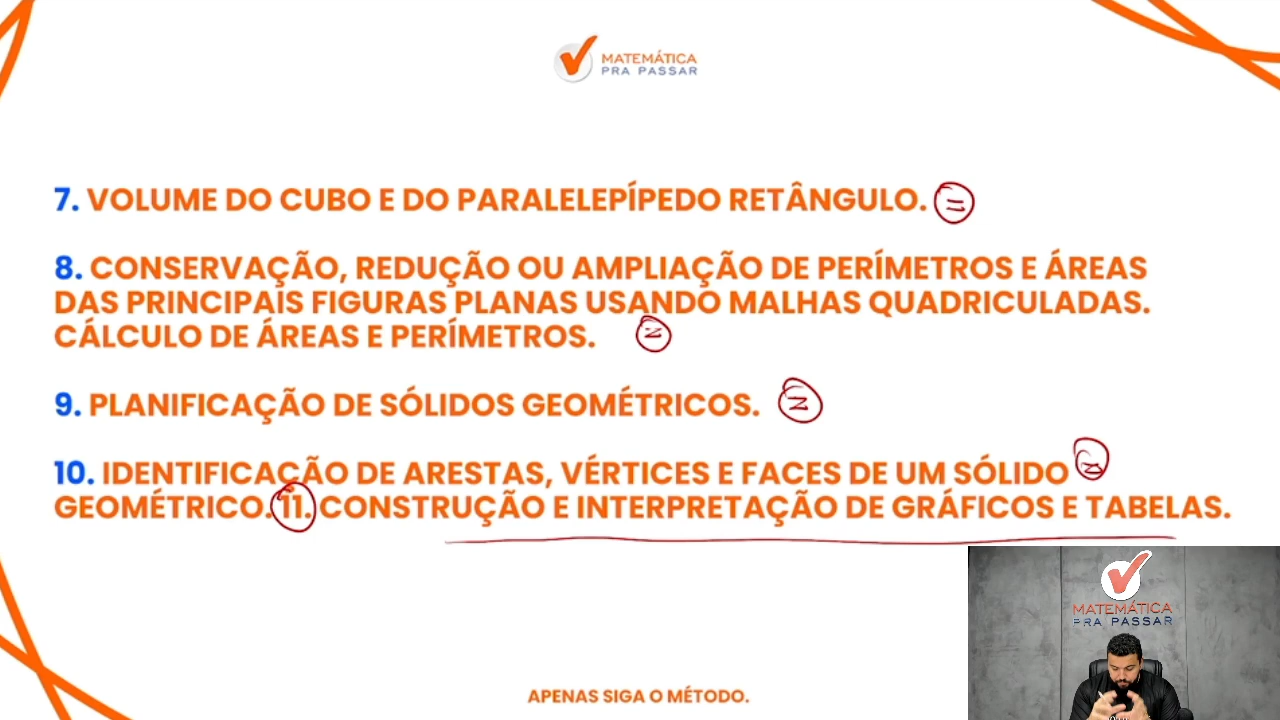 MATEMÁTICA
PRA PASSAR
7. VOLUME DO CUBO E DO PARALELEPÍPEDO RETÂNGULO.
8. CONSERVAÇÃO, REDUÇÃO OU AMPLIAÇÃO DE PERÍMETROS E ÁREAS
DAS PRINCIPAIS FIGURAS PLANAS USANDO MALHAS QUADRICULADAS.
CÁLCULO DE ÁREAS E PERÍMETROS.
9. PLANIFICAÇÃO DE SÓLIDOS GEOMÉTRICOS.
10. IDENTIFICAÇÃO DE ARESTAS, VÉRTICES E FACES DE UM SÓLIDO
GEOMÉTRICO. 11. CONSTRUÇÃO E INTERPRETAÇÃO DE GRÁFICOS E TABELAS.
MATEMÁTICA
PRA PASSAR
APENAS SIGA O MÉTODO.